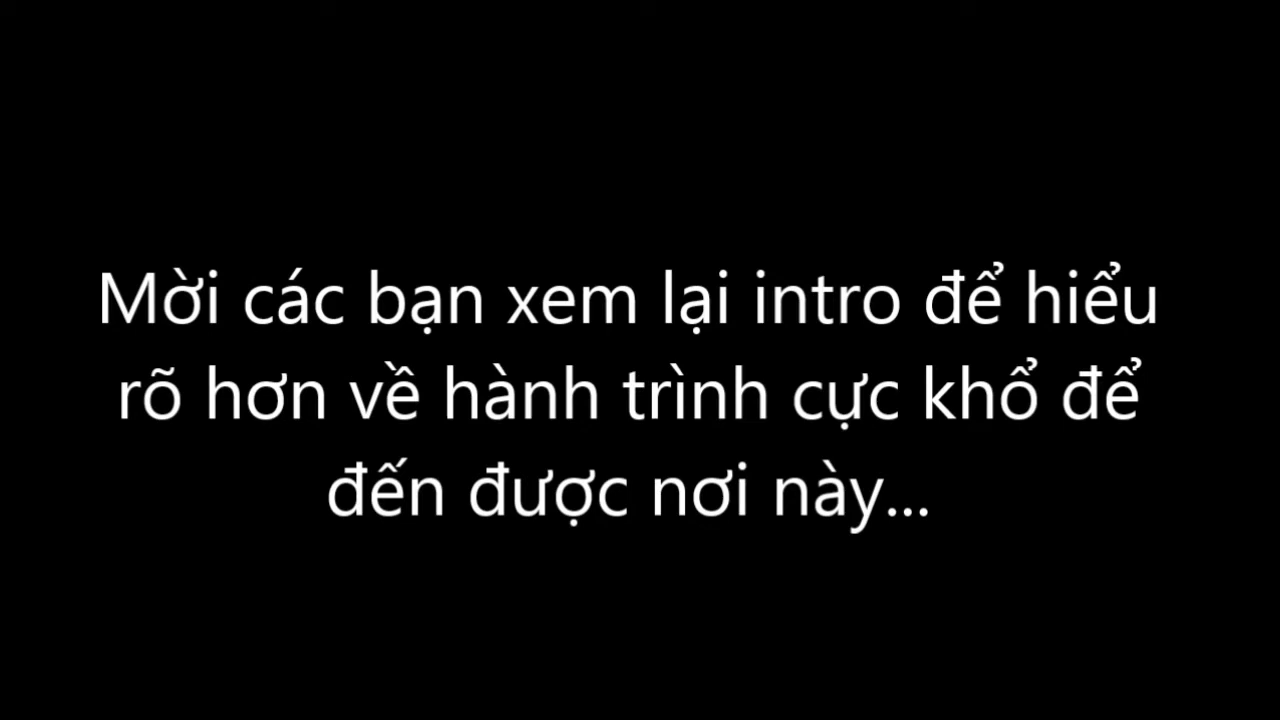 Mời các bạn xem lại intro để hiểu
rõ hơn về hành trình cực khổ để
đến được nơi này...